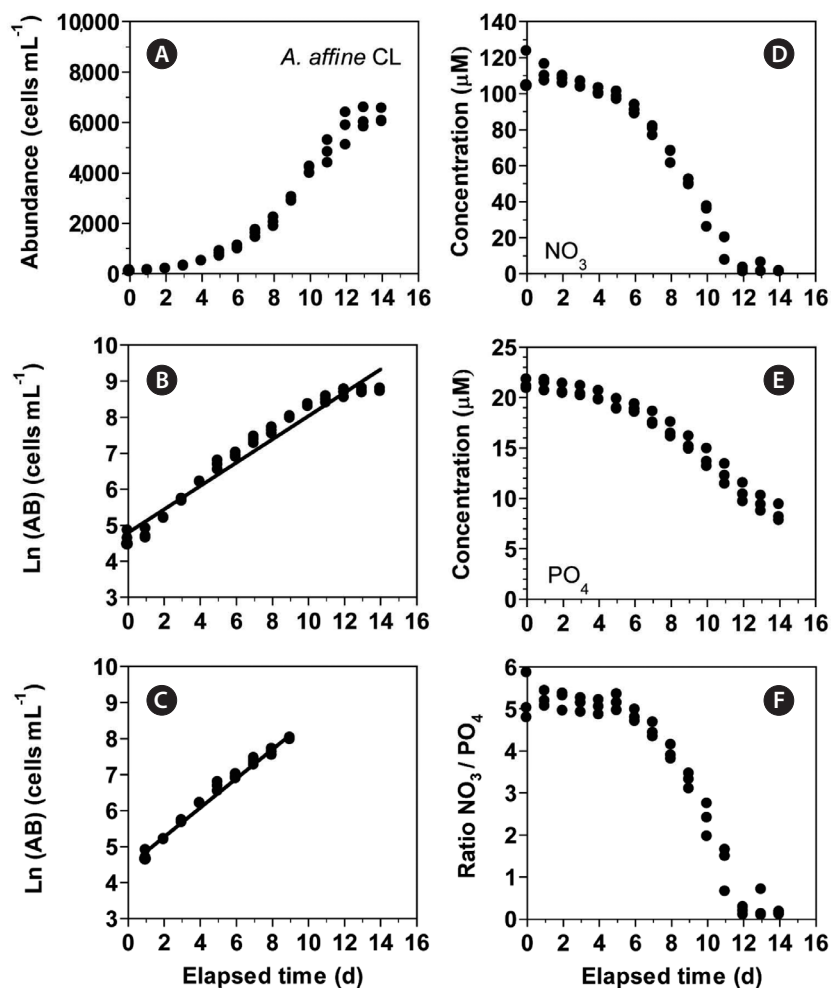 A
A. affine CL
Abundance (cells mL⁻¹)
10,000
8,000
6,000
4,000
2,000
0
0 2 4 6 8 10 12 14 16
D
NO₃
Concentration (µM)
140
120
100
80
60
40
20
0
0 2 4 6 8 10 12 14 16
B
Ln (AB) (cells mL⁻¹)
10
9
8
7
6
5
4
3
0 2 4 6 8 10 12 14 16
E
PO₄
Concentration (µM)
25
20
15
10
5
0
0 2 4 6 8 10 12 14 16
C
Ln (AB) (cells mL⁻¹)
10
9
8
7
6
5
4
3
0 2 4 6 8 10 12 14 16
Elapsed time (d)
F
Ratio NO₃ / PO₄
6
5
4
3
2
1
0
0 2 4 6 8 10 12 14 16
Elapsed time (d)